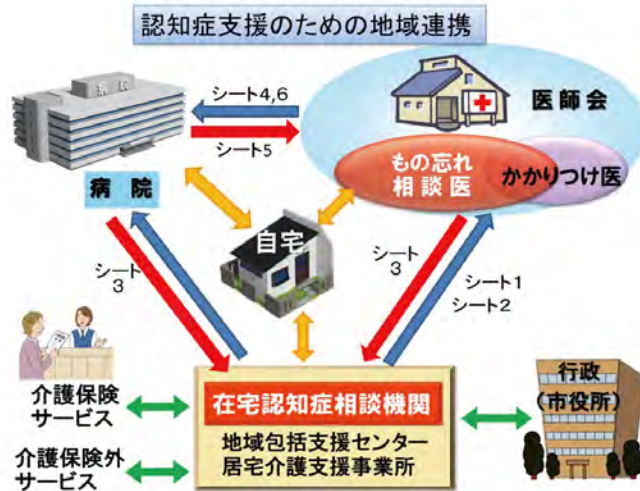 認知症支援のための地域連携
病院
シート4,6
シート5
医師会
もの忘れ
相談医
かかりつけ医
病 院
自宅
シート
3
シート
3
シート1
シート2
介護保険
サービス
介護保険外
サービス
在宅認知症相談機関
地域包括支援センター
居宅介護支援事業所
行政
(市役所)